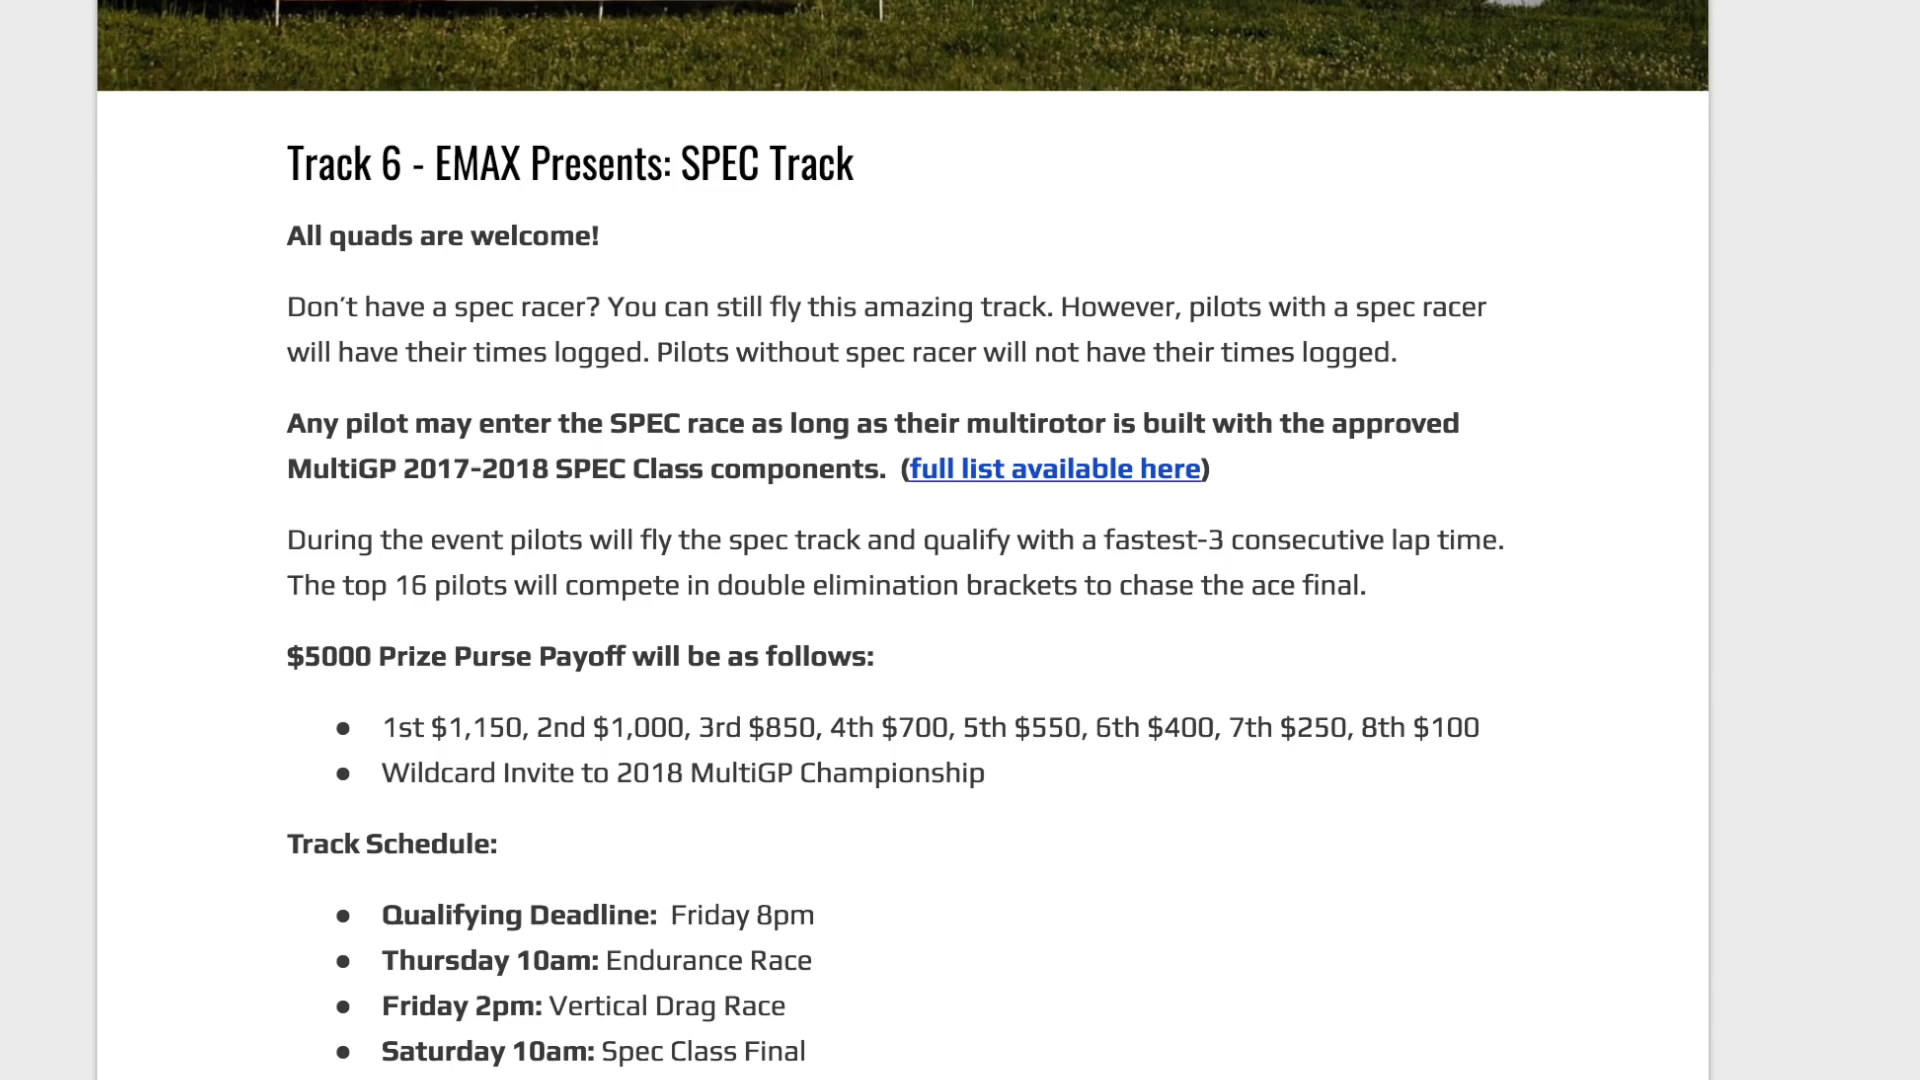 Track 6 - EMAX Presents: SPEC Track
All quads are welcome!
Don’t have a spec racer? You can still fly this amazing track. However, pilots with a spec racer
will have their times logged. Pilots without spec racer will not have their times logged.
Any pilot may enter the SPEC race as long as their multirotor is built with the approved
MultiGP 2017-2018 SPEC Class components.  (full list available here)
During the event pilots will fly the spec track and qualify with a fastest-3 consecutive lap time.
The top 16 pilots will compete in double elimination brackets to chase the ace final.
$5000 Prize Purse Payoff will be as follows:
● 1st $1,150, 2nd $1,000, 3rd $850, 4th $700, 5th $550, 6th $400, 7th $250, 8th $100
● Wildcard Invite to 2018 MultiGP Championship
Track Schedule:
● Qualifying Deadline:  Friday 8pm
● Thursday 10am: Endurance Race
● Friday 2pm: Vertical Drag Race
● Saturday 10am: Spec Class Final